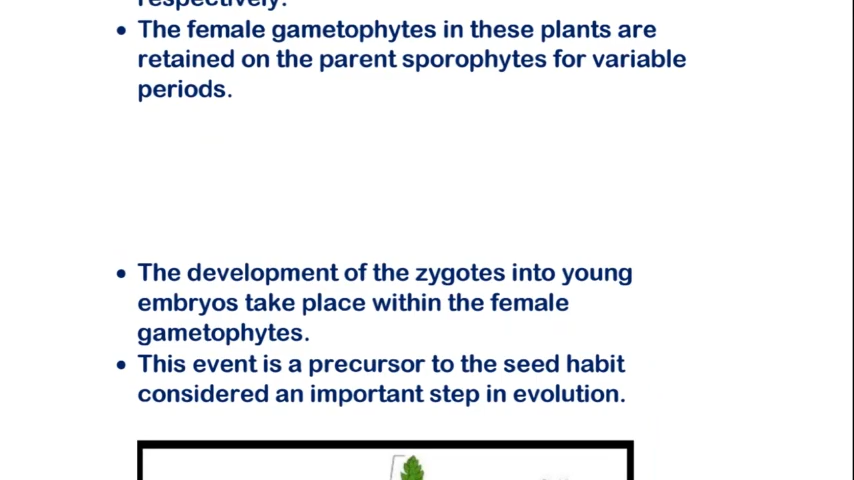 respectively.
• The female gametophytes in these plants are
retained on the parent sporophytes for variable
periods.
• The development of the zygotes into young
embryos take place within the female
gametophytes.
• This event is a precursor to the seed habit
considered an important step in evolution.